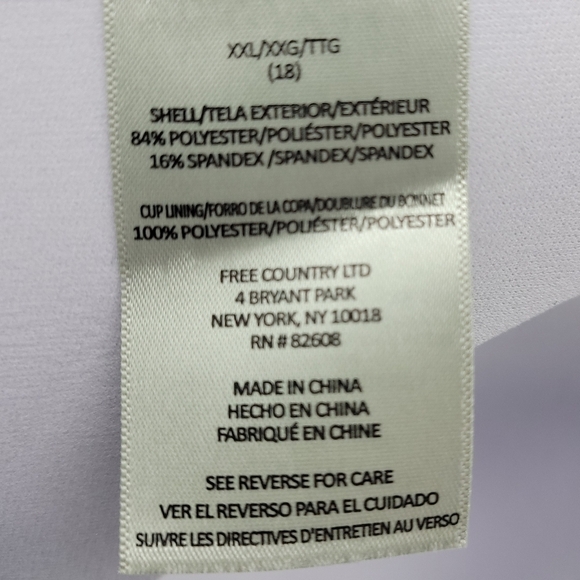 XXL/XXG/TTG
(18)
SHELL/TELA EXTERIOR/EXTÉRIEUR
84% POLYESTER/POLIÉSTER/POLYESTER
16% SPANDEX /SPANDEX/SPANDEX
CUP LINING/FORRO DE LA COPA/DOUBLURE DU BONNET
100% POLYESTER/POLIÉSTER/POLYESTER
FREE COUNTRY LTD
4 BRYANT PARK
NEW YORK, NY 10018
RN # 82608
MADE IN CHINA
HECHO EN CHINA
FABRIQUÉ EN CHINE
SEE REVERSE FOR CARE
VER EL REVERSO PARA EL CUIDADO
SUIVRE LES DIRECTIVES D'ENTRETIEN AU VERSO